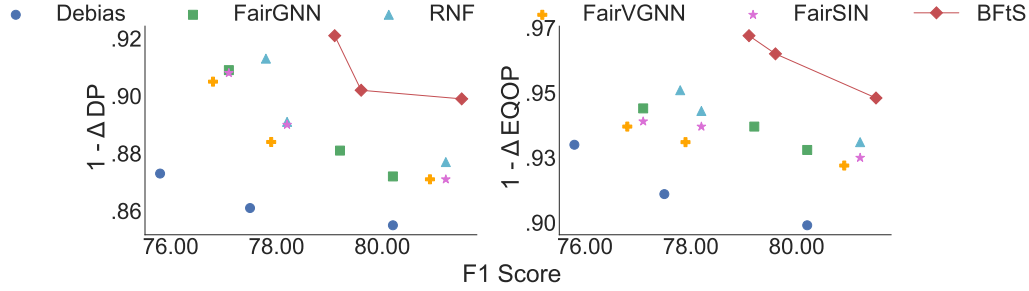 Debias FairGNN RNF FairVGNN FairSIN BFtS
1 - Δ DP
.92
.90
.88
.86
76.00 78.00 80.00
1 - Δ EQOP
.97
.95
.93
.90
76.00 78.00 80.00
F1 Score